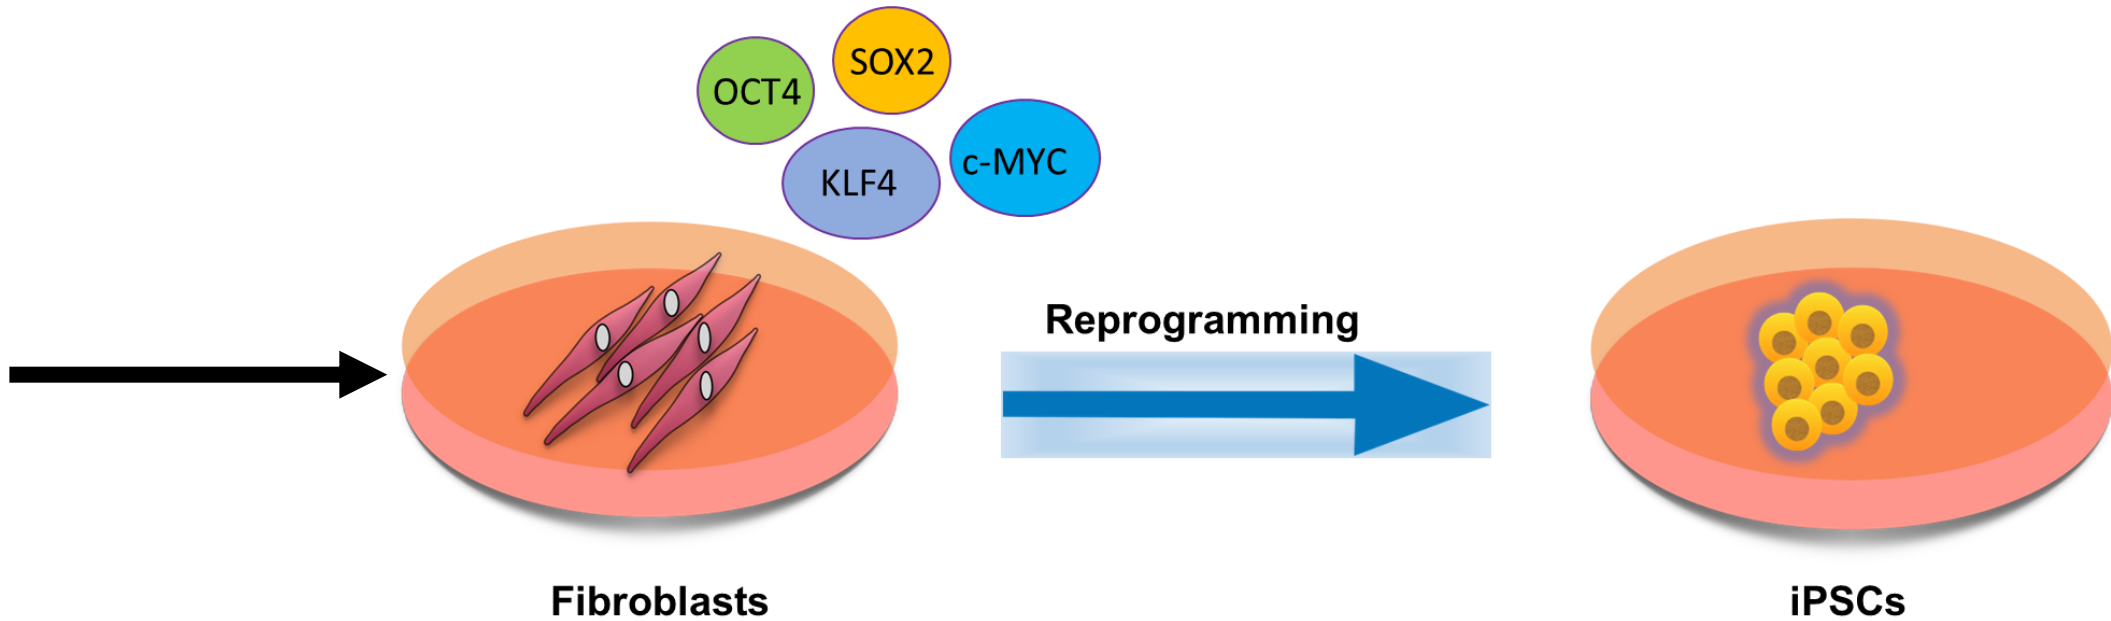 SOX2
OCT4
c-MYC
KLF4
Reprogramming
Fibroblasts
iPSCs